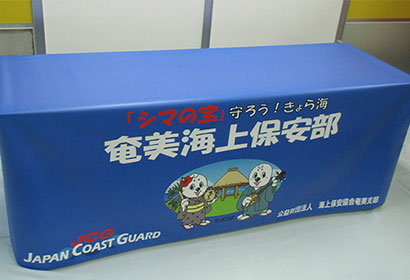 「シマの宝」守ろう！きょら海
奄美海上保安部
公益財団法人 海上保安協会奄美支部
JCG
JAPAN COAST GUARD